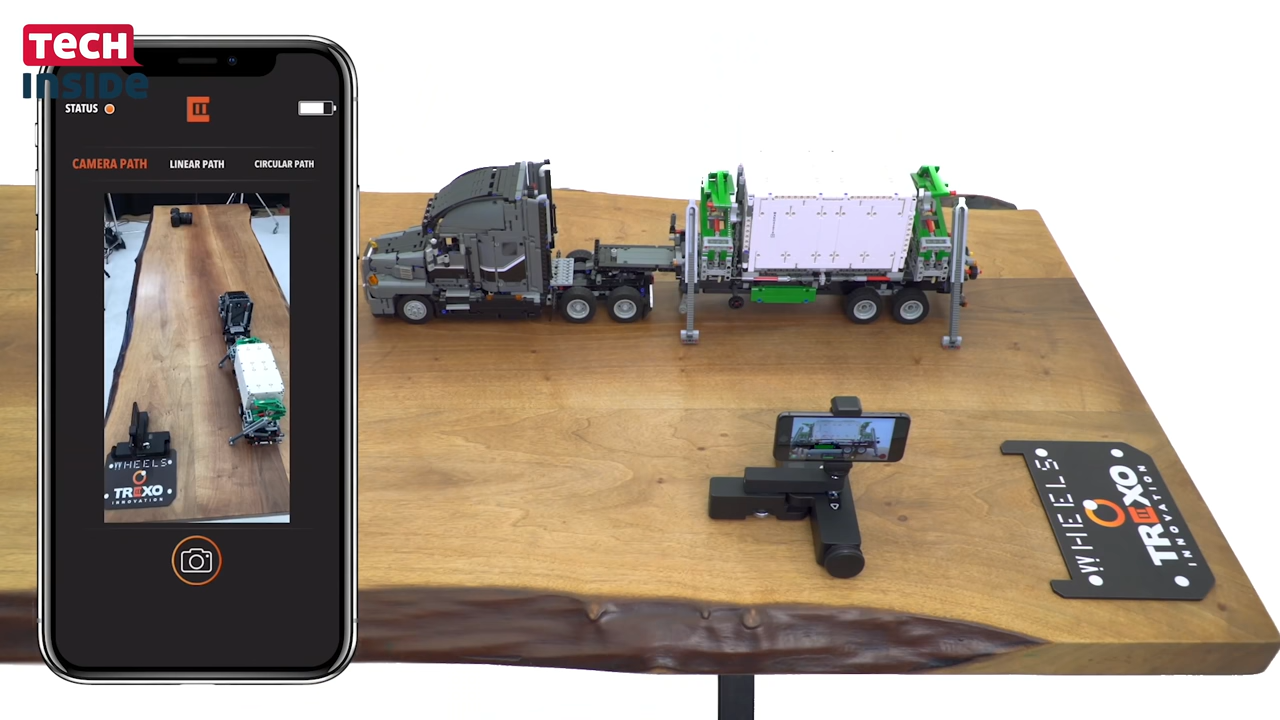 TECH
inside
STATUS
CAMERA PATH
LINEAR PATH
CIRCULAR PATH
WHEELS
TREXO
INNOVATION
WHEELS
TREXO
INNOVATION